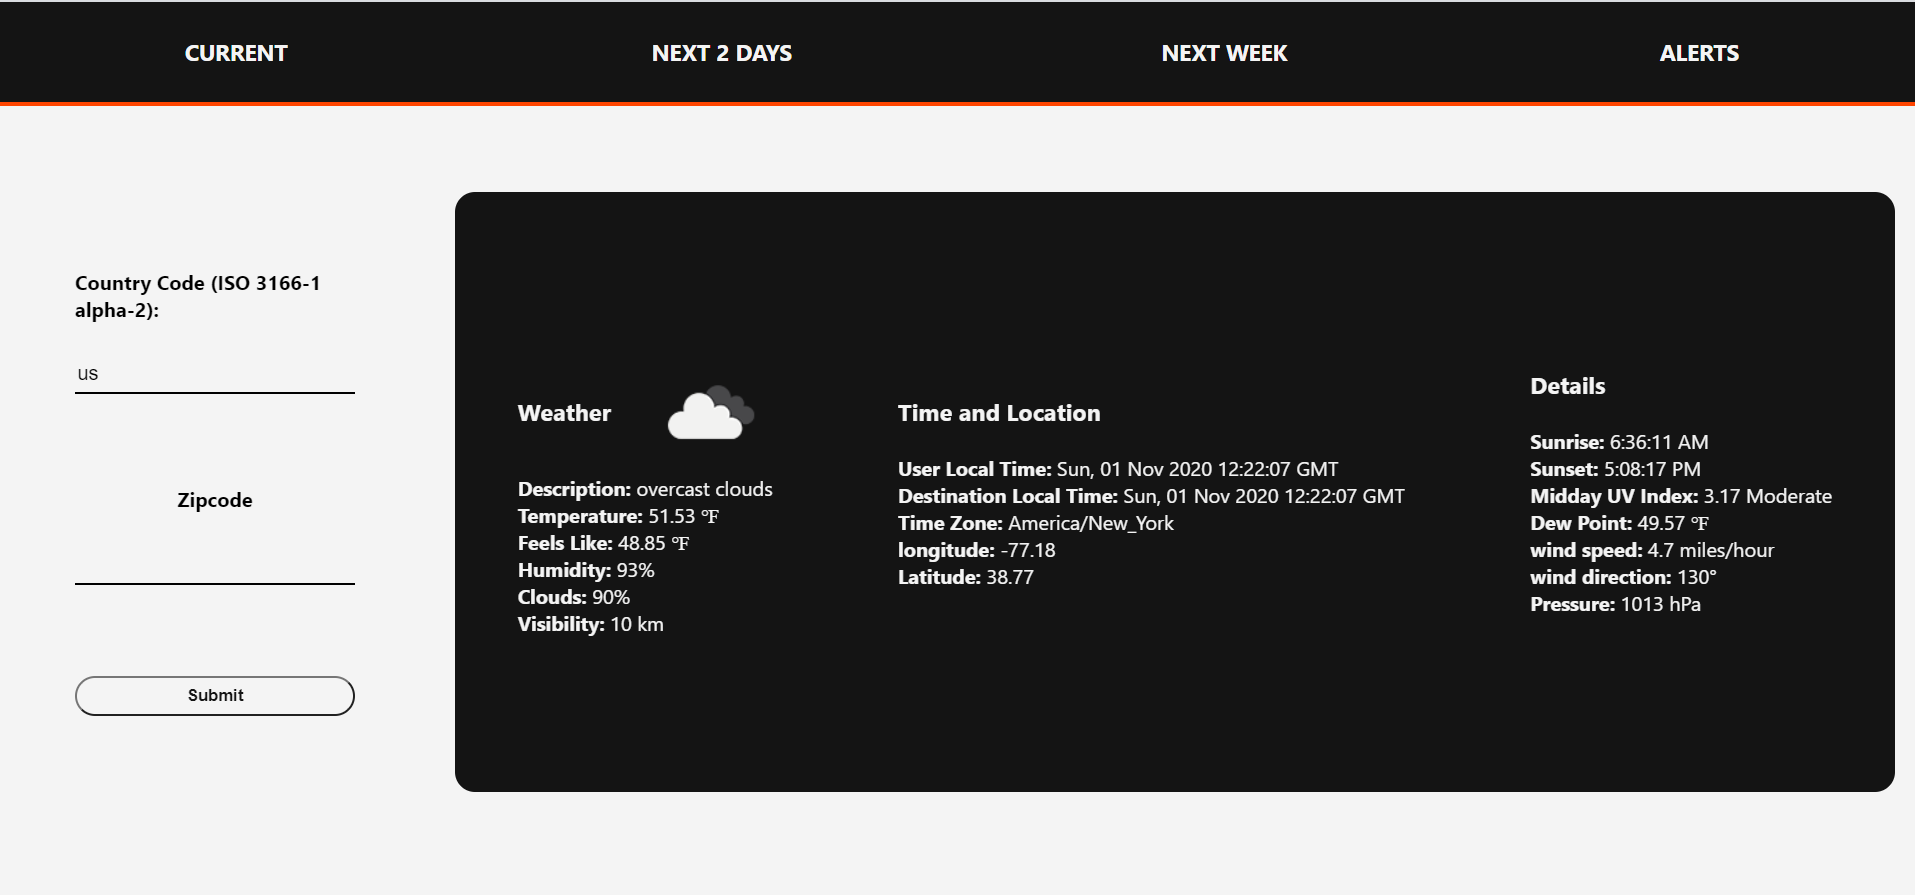 CURRENT
NEXT 2 DAYS
NEXT WEEK
ALERTS
Country Code (ISO 3166-1
alpha-2):
us
Zipcode
Submit
Weather
Description: overcast clouds
Temperature: 51.53 °F
Feels Like: 48.85 °F
Humidity: 93%
Clouds: 90%
Visibility: 10 km
Time and Location
User Local Time: Sun, 01 Nov 2020 12:22:07 GMT
Destination Local Time: Sun, 01 Nov 2020 12:22:07 GMT
Time Zone: America/New_York
longitude: -77.18
Latitude: 38.77
Details
Sunrise: 6:36:11 AM
Sunset: 5:08:17 PM
Midday UV Index: 3.17 Moderate
Dew Point: 49.57 °F
wind speed: 4.7 miles/hour
wind direction: 130°
Pressure: 1013 hPa